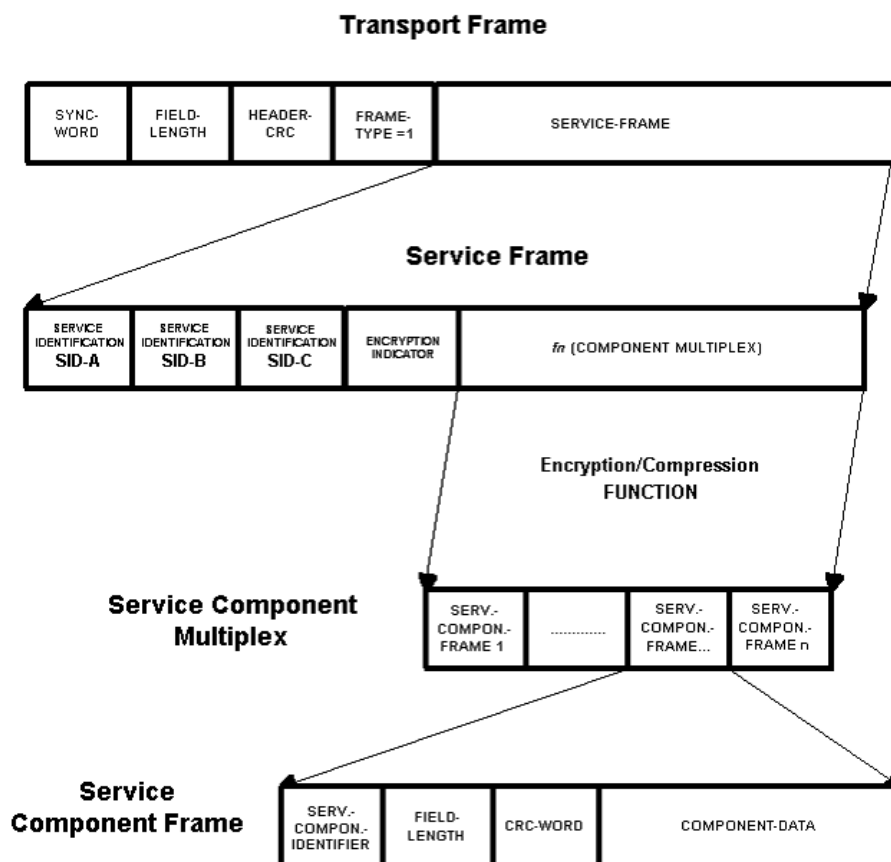 Transport Frame
SYNC-
WORD
FIELD-
LENGTH
HEADER-
CRC
FRAME-
TYPE =1
SERVICE-FRAME
Service Frame
SERVICE
IDENTIFICATION
SID-A
SERVICE
IDENTIFICATION
SID-B
SERVICE
IDENTIFICATION
SID-C
ENCRYPTION
INDICATOR
fn (COMPONENT MULTIPLEX)
Encryption/Compression
FUNCTION
Service Component
Multiplex
SERV.-
COMPON.-
FRAME 1
.............
SERV.-
COMPON.-
FRAME...
SERV.-
COMPON.-
FRAME n
Service
Component Frame
SERV.-
COMPON.-
IDENTIFIER
FIELD-
LENGTH
CRC-WORD
COMPONENT-DATA